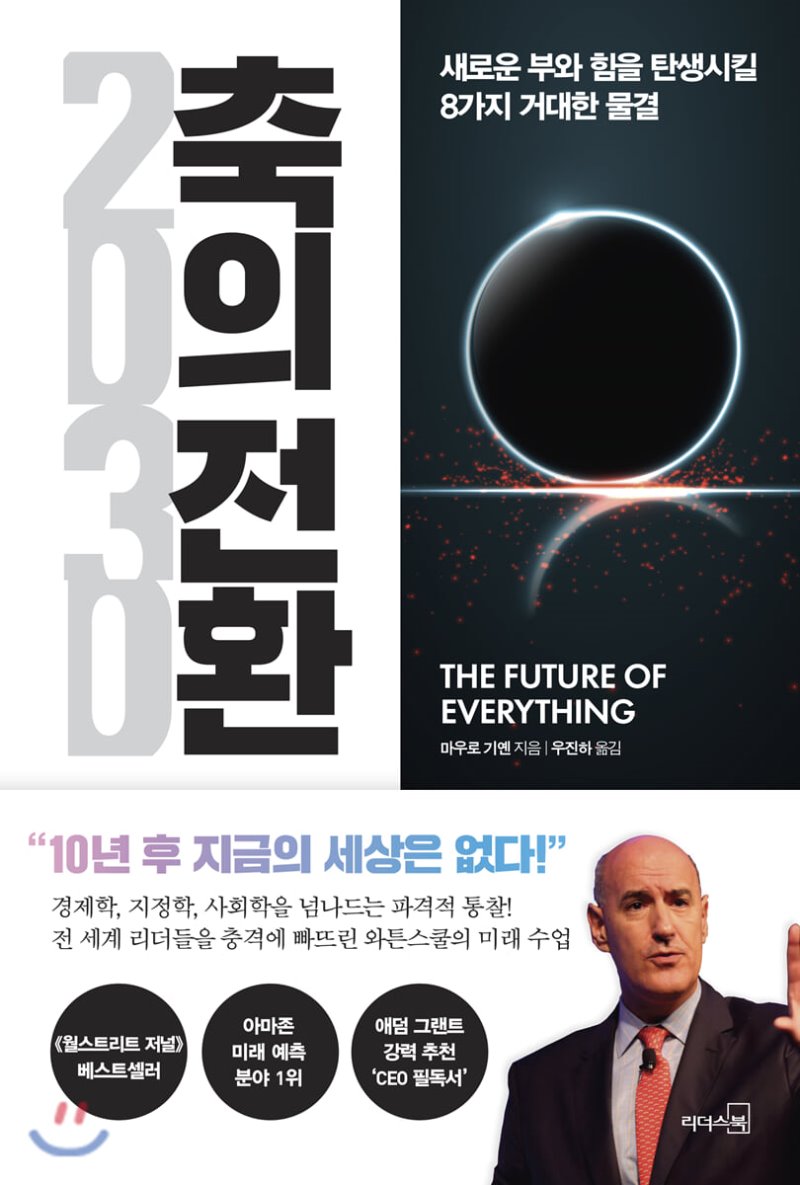 2030
축의 전환
새로운 부와 힘을 탄생시킬
8가지 거대한 물결
THE FUTURE OF
EVERYTHING
마우로 기옌 지음 | 우진하 옮김
“10년 후 지금의 세상은 없다!”
경제학, 지정학, 사회학을 넘나드는 파격적 통찰!
전 세계 리더들을 충격에 빠뜨린 와튼스쿨의 미래 수업
《월스트리트 저널》
베스트셀러
아마존
미래 예측
분야 1위
애덤 그랜트
강력 추천
‘CEO 필독서’
리더스북